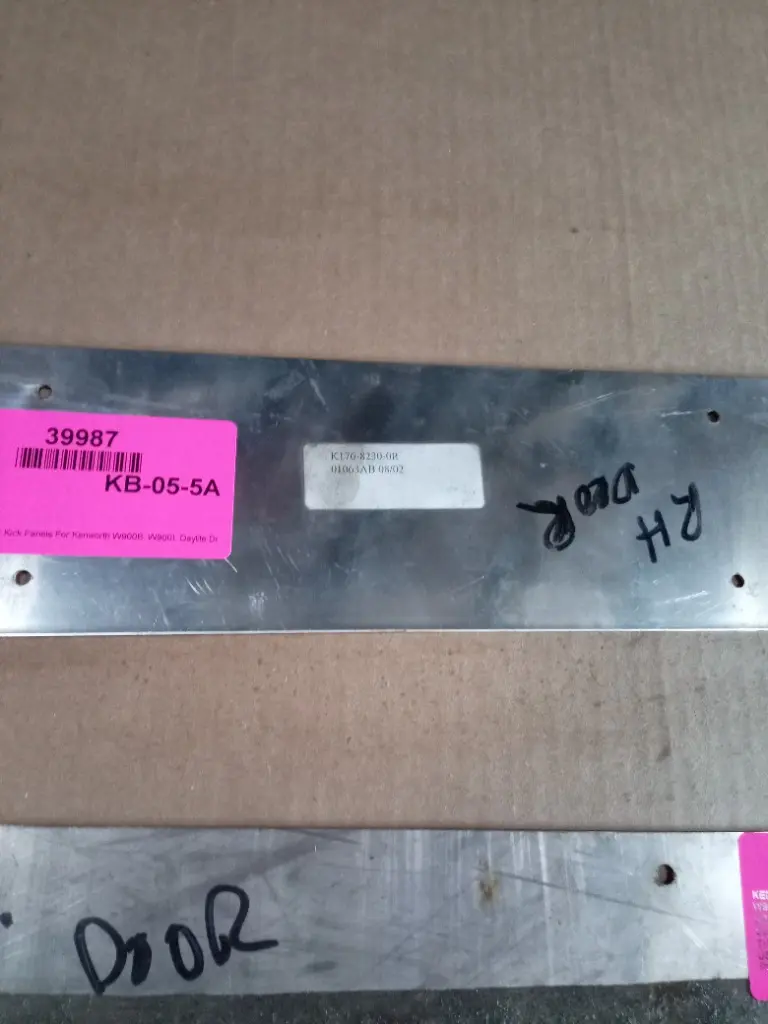 39987
KB-05-5A
Kick Panels For Kenworth W900B, W900L Daylite Dr
K176-8230-0R
01063AB 08/02
RH
DOOR
DOOR